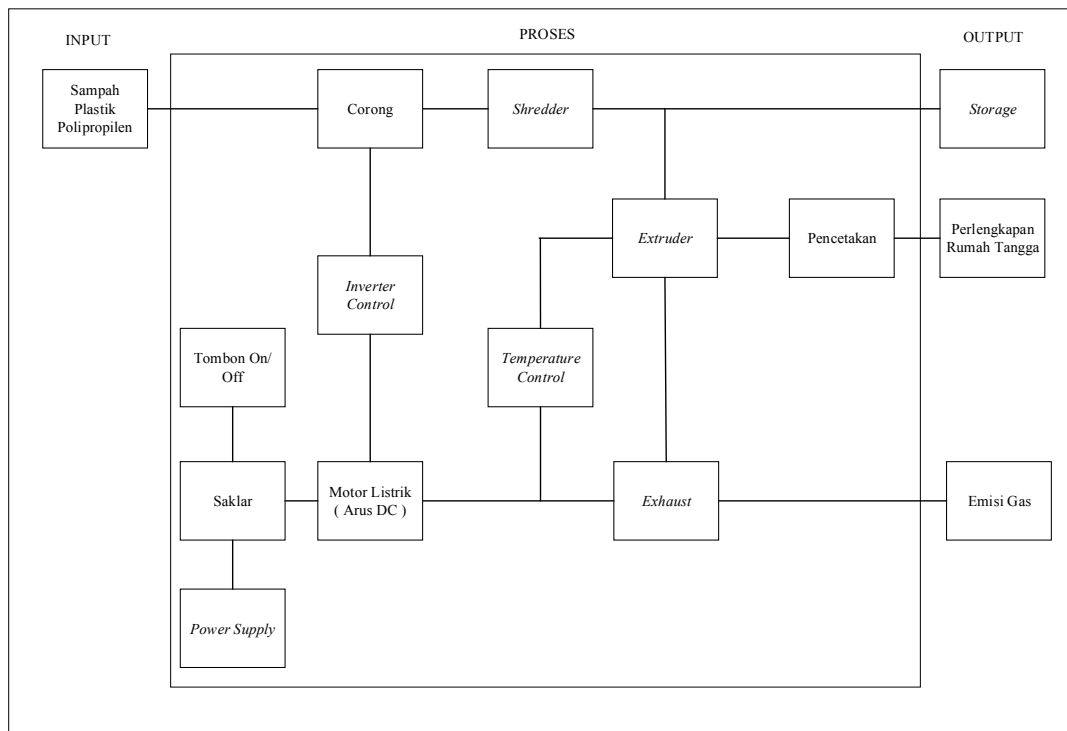 INPUT
PROSES
OUTPUT
Sampah
Plastik
Polipropilen
Corong
Shredder
Storage
Extruder
Pencetakan
Perlengkapan
Rumah Tangga
Inverter
Control
Tombon On/
Off
Temperature
Control
Saklar
Motor Listrik
( Arus DC )
Exhaust
Emisi Gas
Power Supply